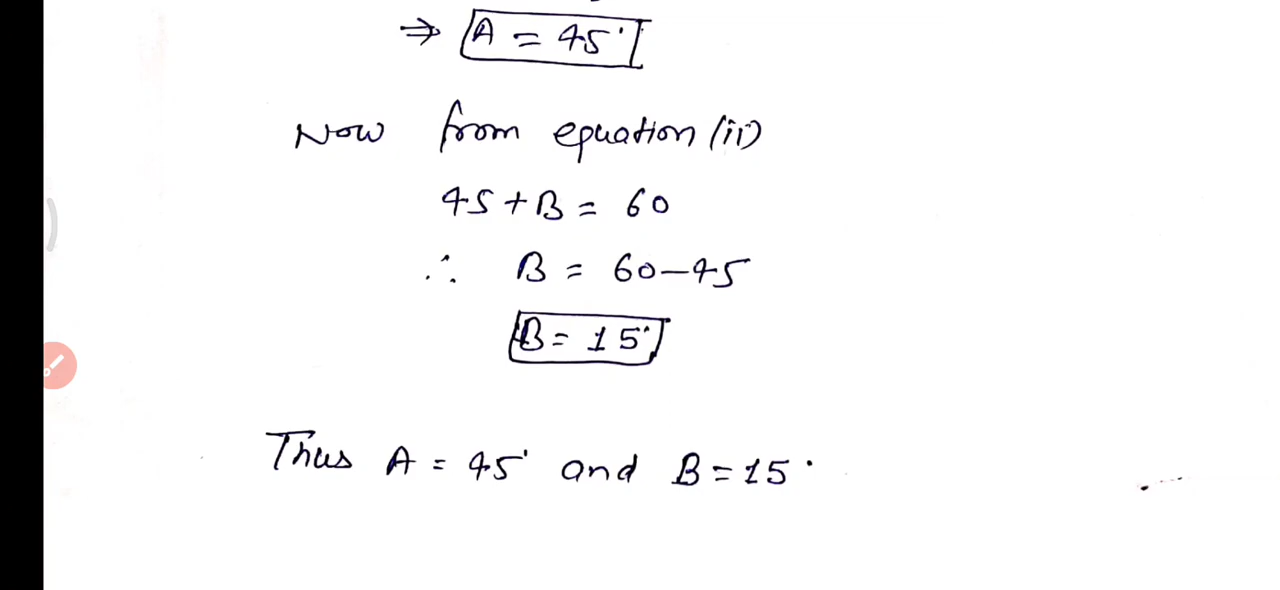 ⇒ A = 45°
Now from equation (ii)
45 + B = 60
∴ B = 60 - 45
B = 15°
Thus A = 45° and B = 15°